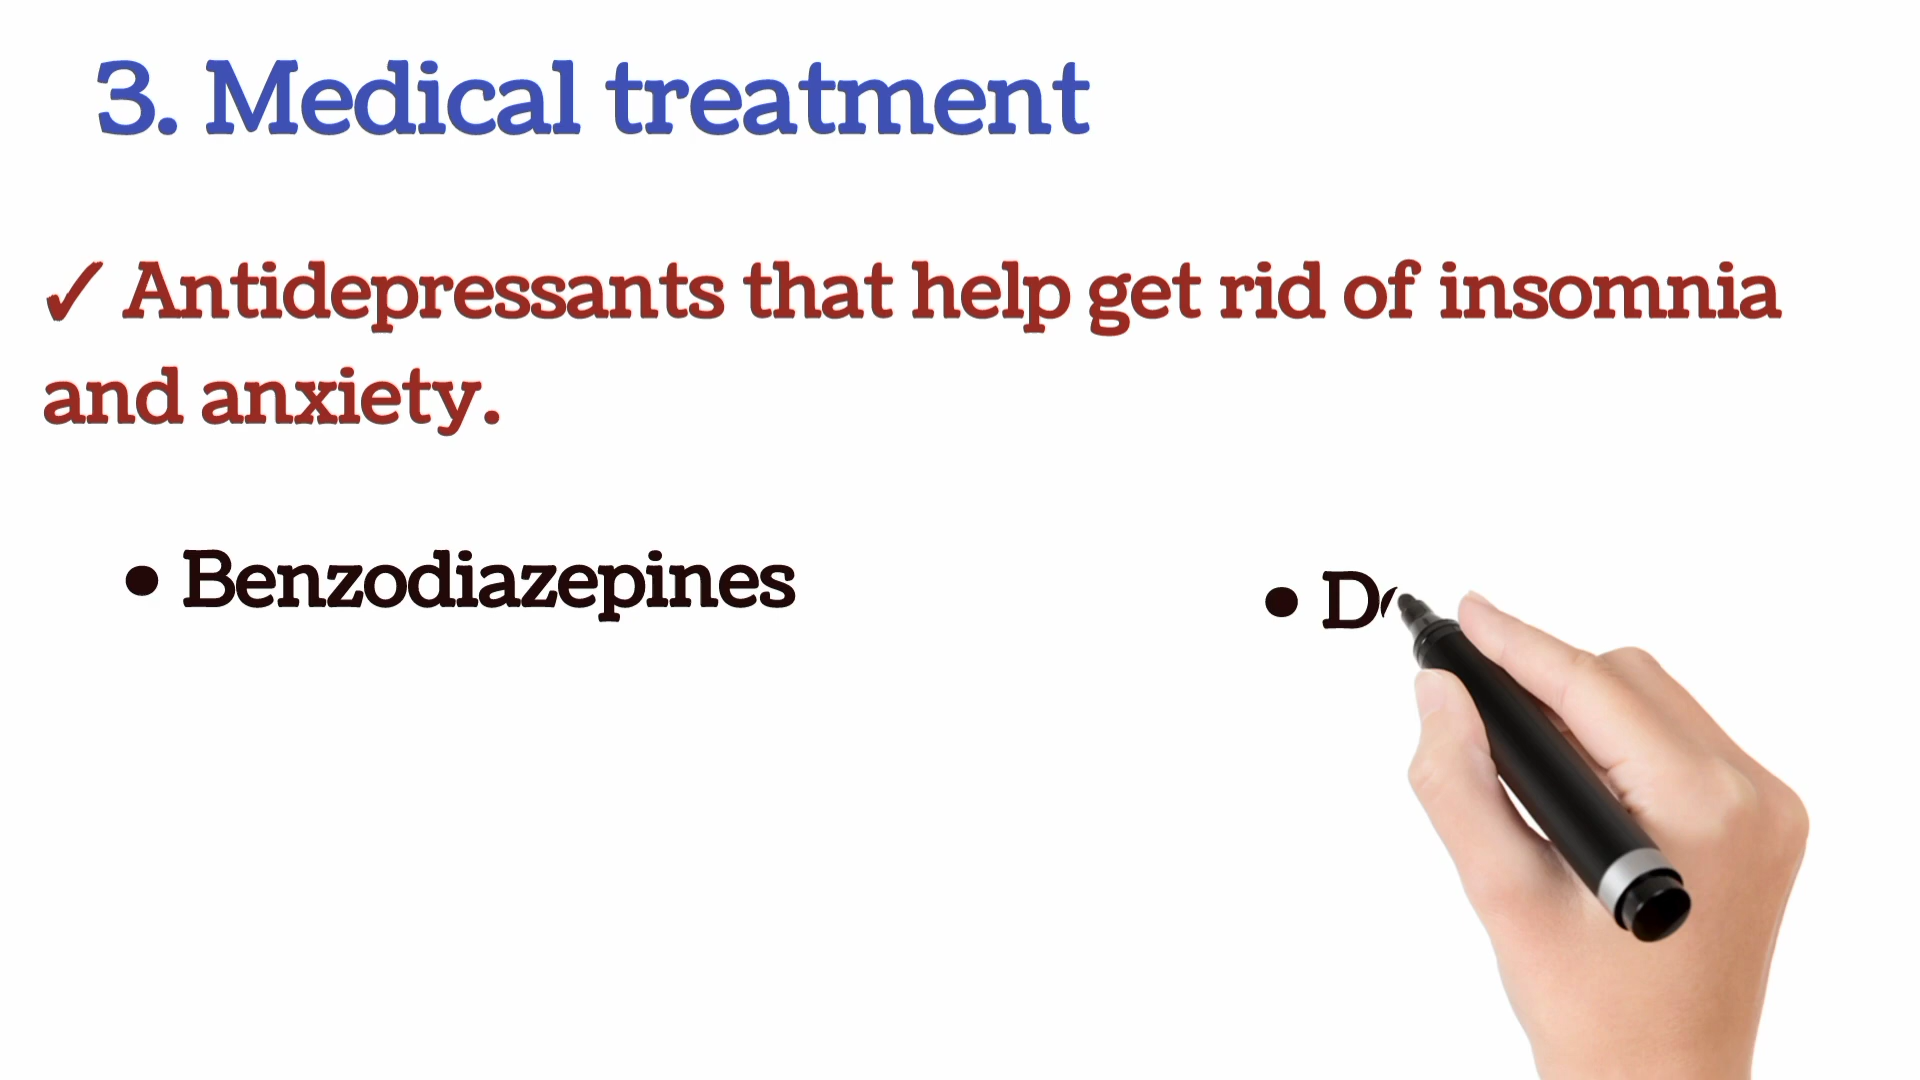 3. Medical treatment
✓ Antidepressants that help get rid of insomnia
and anxiety.
• Benzodiazepines
• D